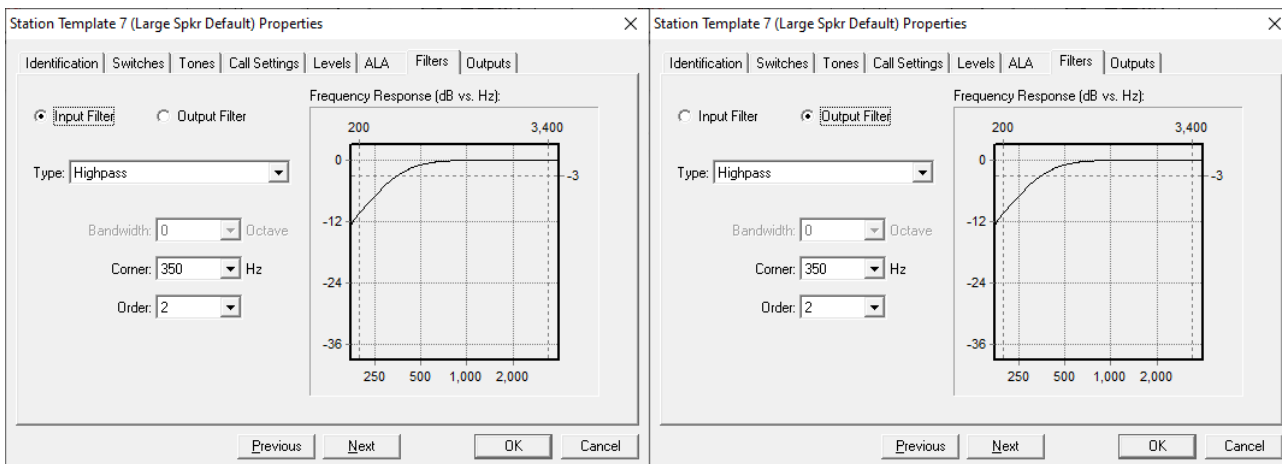 Station Template 7 (Large Spkr Default) Properties
Identification Switches Tones Call Settings Levels ALA Filters Outputs
Input Filter Output Filter
Frequency Response (dB vs. Hz):
200 3,400
Type: Highpass
0
-3
-12
-24
-36
250 500 1,000 2,000
Bandwidth: 0 Octave
Corner: 350 Hz
Order: 2
Previous Next OK Cancel
Station Template 7 (Large Spkr Default) Properties
Identification Switches Tones Call Settings Levels ALA Filters Outputs
Input Filter Output Filter
Frequency Response (dB vs. Hz):
200 3,400
Type: Highpass
0
-3
-12
-24
-36
250 500 1,000 2,000
Bandwidth: 0 Octave
Corner: 350 Hz
Order: 2
Previous Next OK Cancel